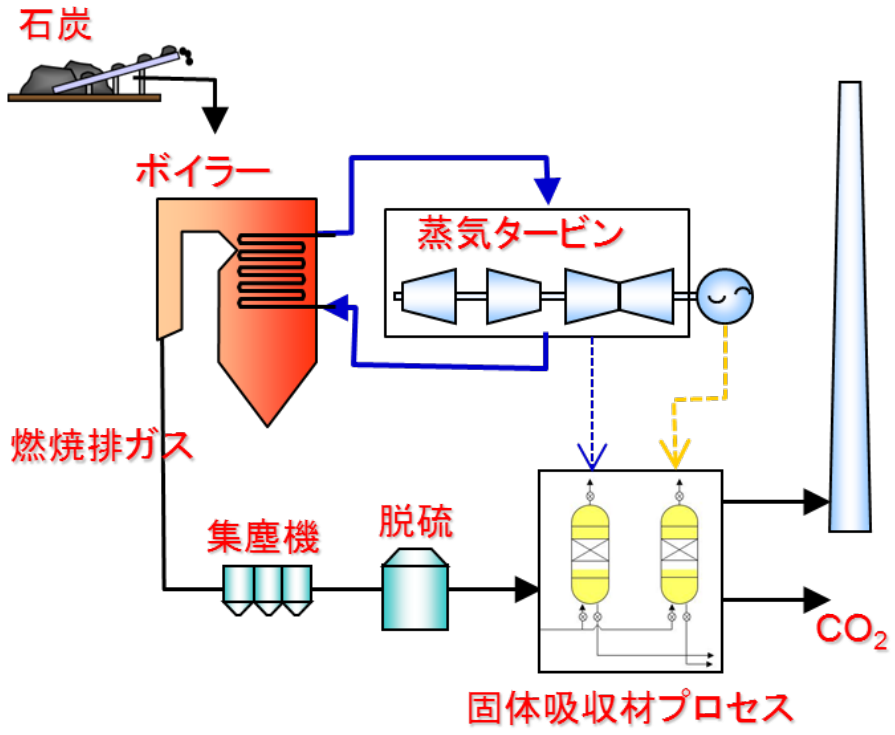 石炭
ボイラー
蒸気タービン
燃焼排ガス
集塵機
脱硫
CO₂
固体吸収材プロセス